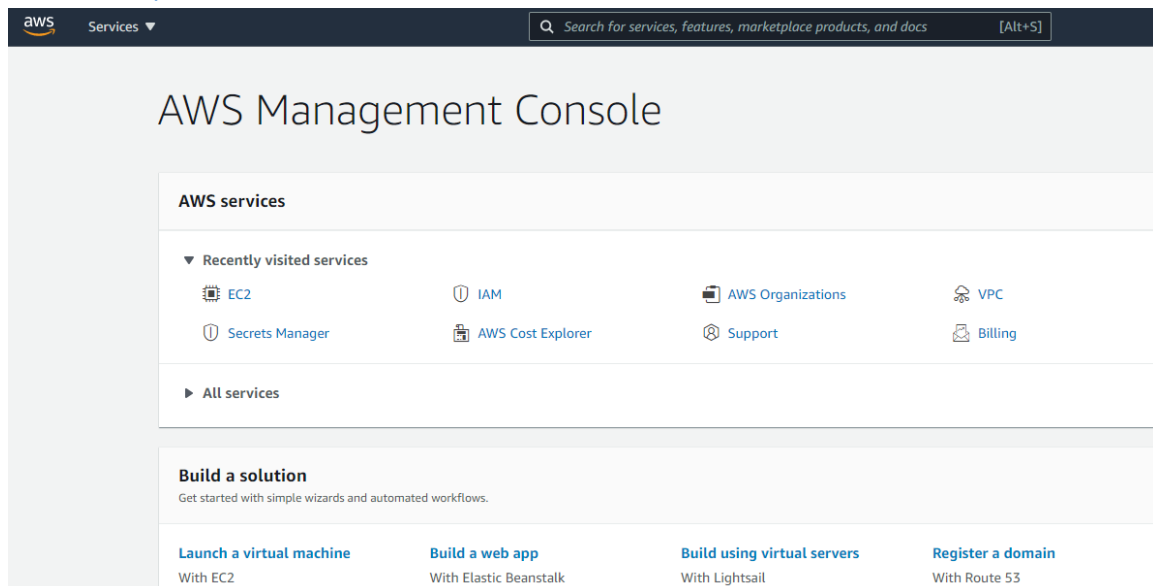 aws Services ▼ Search for services, features, marketplace products, and docs [Alt+S]
AWS Management Console
AWS services
▼ Recently visited services
EC2 IAM AWS Organizations VPC
Secrets Manager AWS Cost Explorer Support Billing
▶ All services
Build a solution
Get started with simple wizards and automated workflows.
Launch a virtual machine Build a web app Build using virtual servers Register a domain
With EC2 With Elastic Beanstalk With Lightsail With Route 53